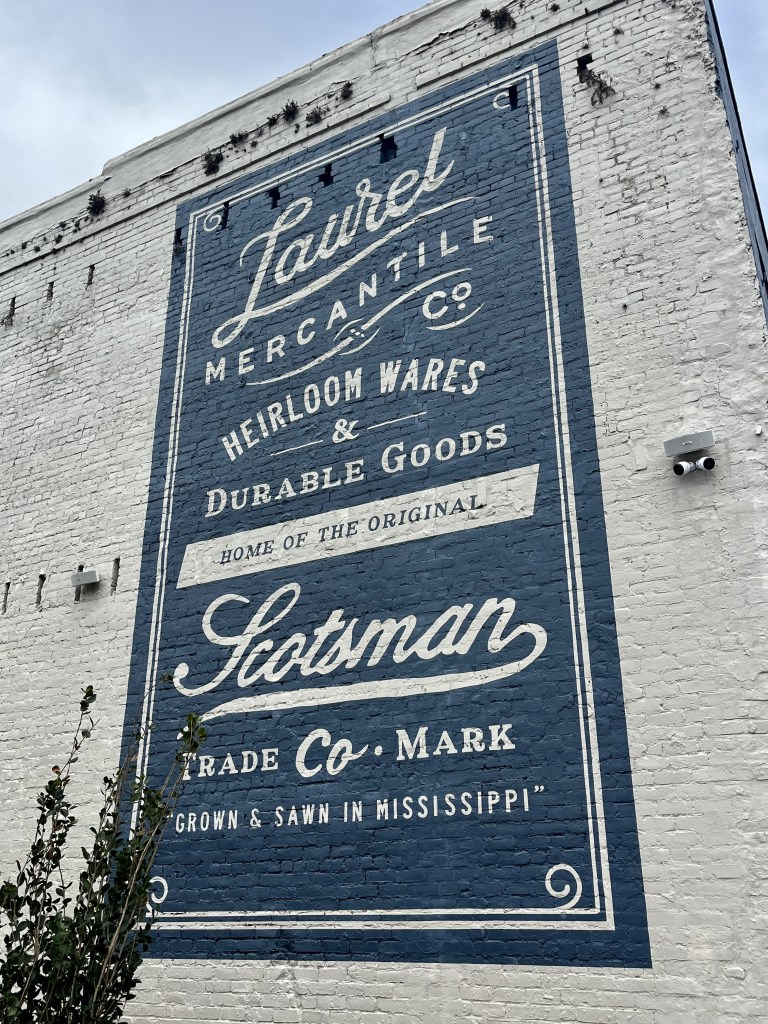 Laurel
MERCANTILE
Co
HEIRLOOM WARES
&
DURABLE GOODS
HOME OF THE ORIGINAL
Scotsman
TRADE Co · MARK
"GROWN & SAWN IN MISSISSIPPI"